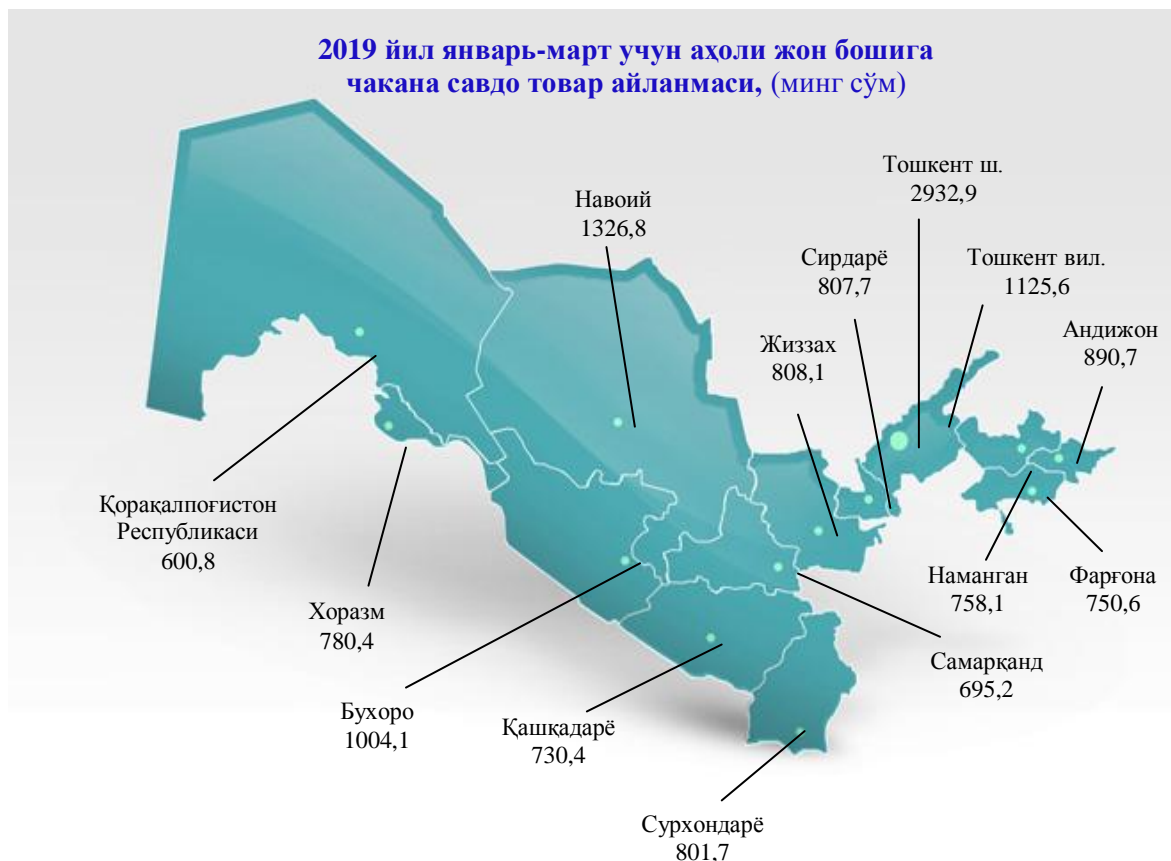 2019 йил январь-март учун аҳоли жон бошига
чакана савдо товар айланмаси, (минг сўм)
Тошкент ш.
2932,9
Навоий
1326,8
Сирдарё
807,7
Тошкент вил.
1125,6
Жиззах
808,1
Андижон
890,7
Қорақалпоғистон
Республикаси
600,8
Хоразм
780,4
Наманган
758,1
Фарғона
750,6
Самарқанд
695,2
Бухоро
1004,1
Қашқадарё
730,4
Сурхондарё
801,7